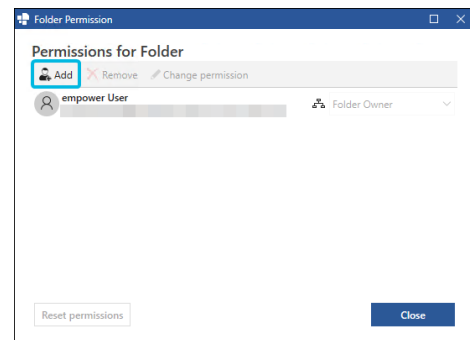 Folder Permission
Permissions for Folder
Add Remove Change permission
empower User
Folder Owner
Reset permissions Close